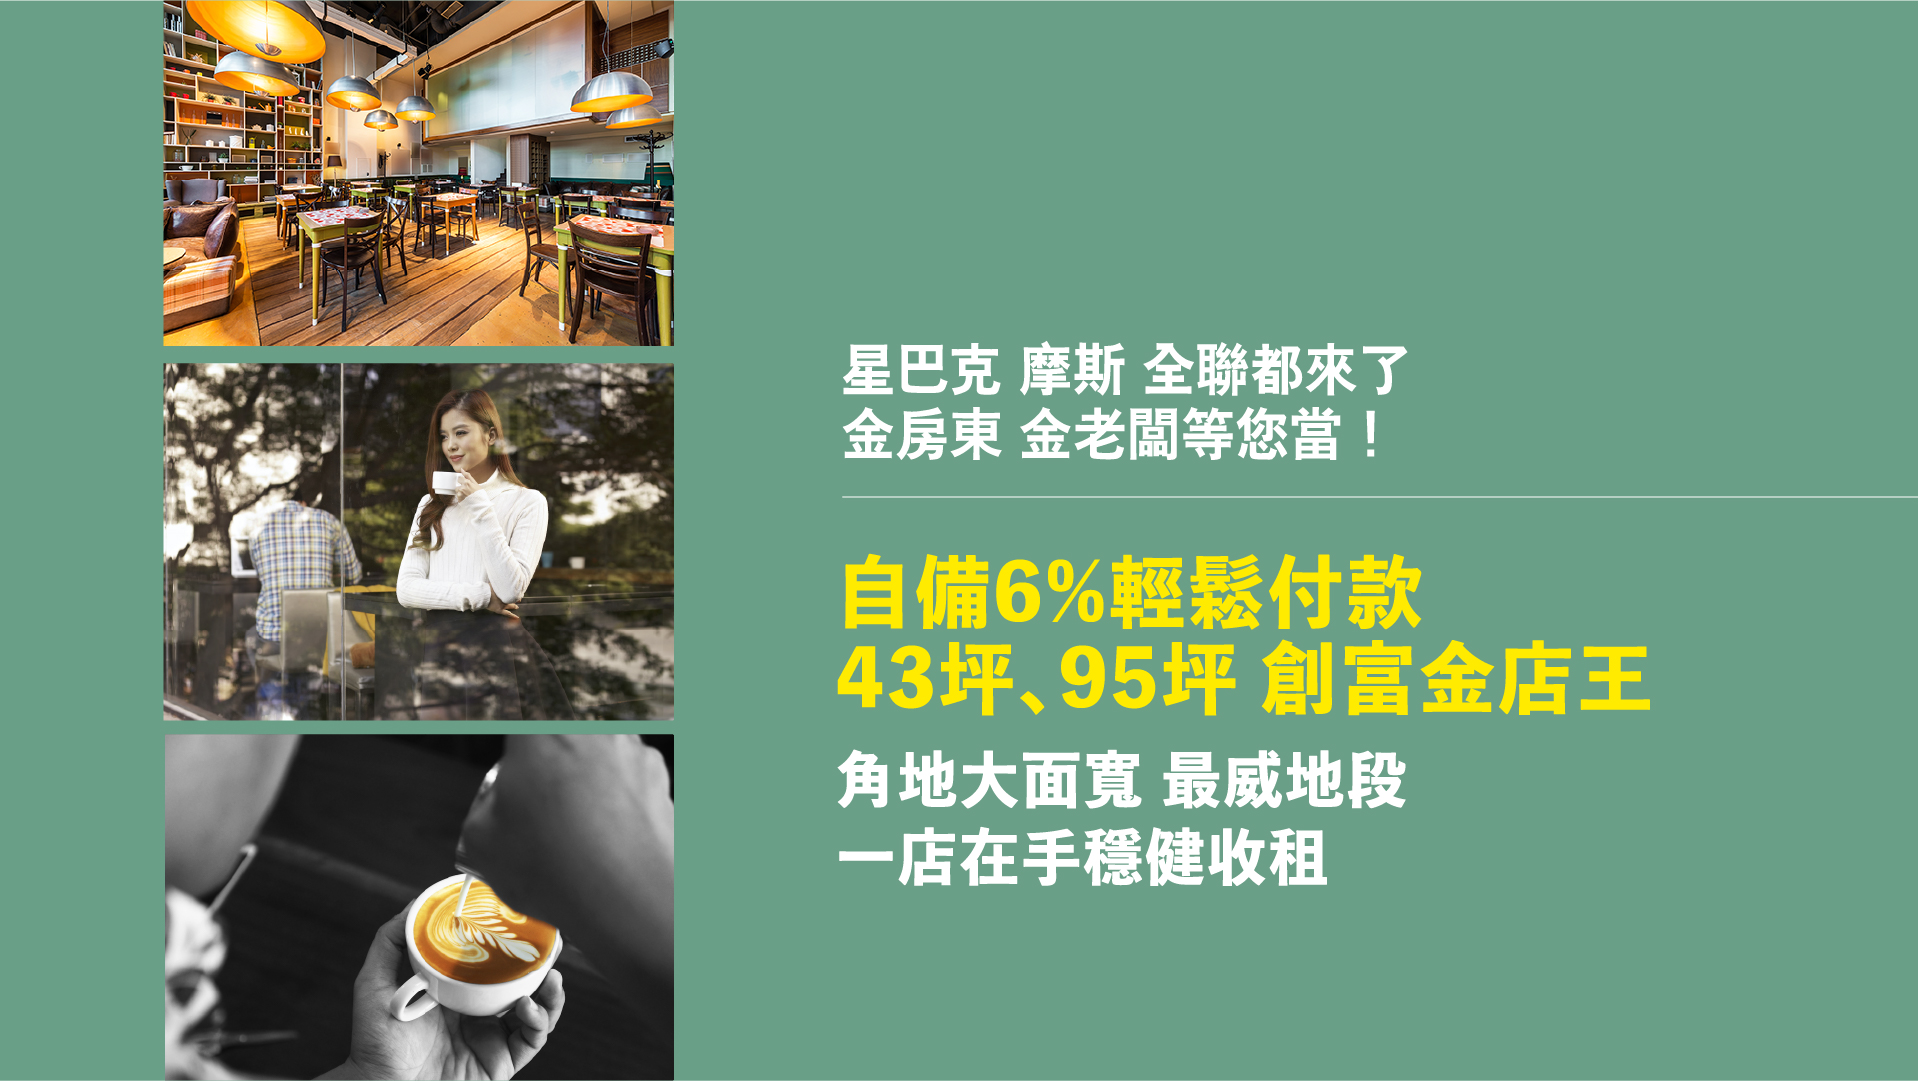 星巴克 摩斯 全聯都來了
金房東 金老闆等您當！
自備6%輕鬆付款
43坪、95坪 創富金店王
角地大面寬 最威地段
一店在手穩健收租